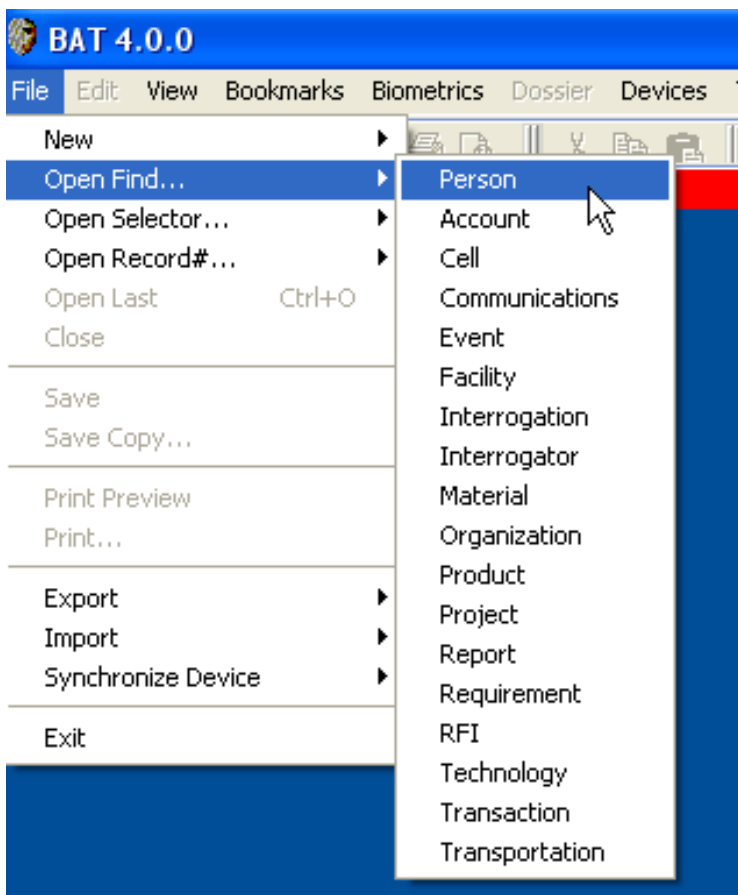 BAT 4.0.0
File Edit View Bookmarks Biometrics Dossier Devices
New
Open Find...
Open Selector...
Open Record#...
Open Last Ctrl+O
Close
Save
Save Copy...
Print Preview
Print...
Export
Import
Synchronize Device
Exit
Person
Account
Cell
Communications
Event
Facility
Interrogation
Interrogator
Material
Organization
Product
Project
Report
Requirement
RFI
Technology
Transaction
Transportation